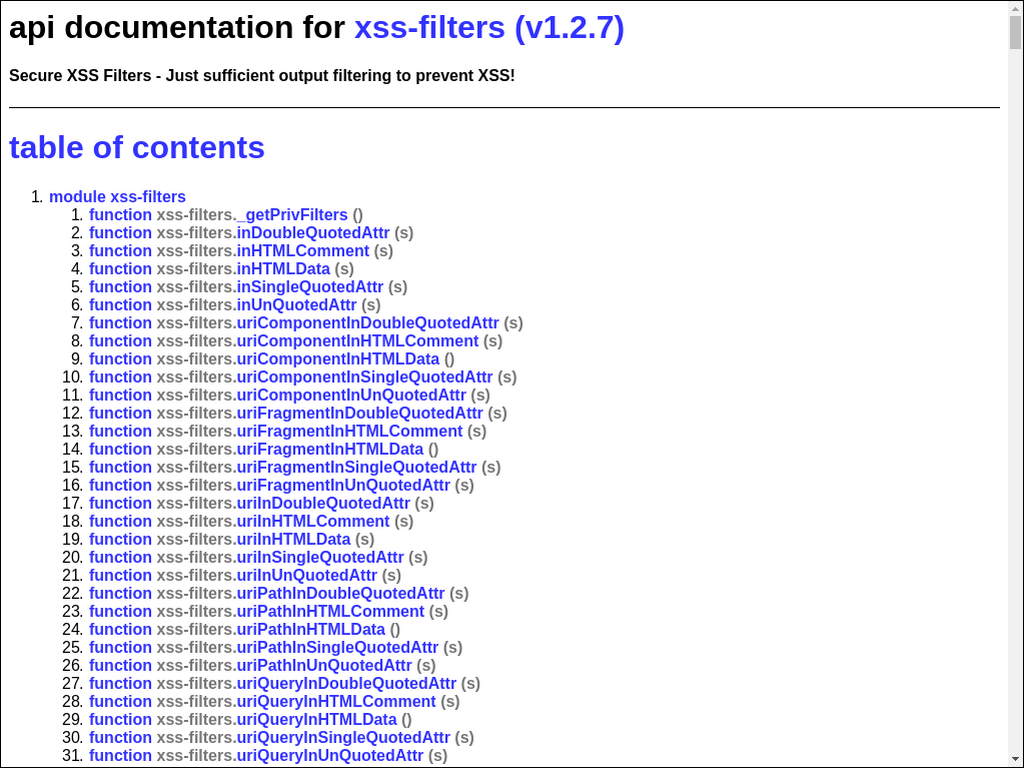 api documentation for xss-filters (v1.2.7)
Secure XSS Filters - Just sufficient output filtering to prevent XSS!
table of contents
1. module xss-filters
1. function xss-filters._getPrivFilters ()
2. function xss-filters.inDoubleQuotedAttr (s)
3. function xss-filters.inHTMLComment (s)
4. function xss-filters.inHTMLData (s)
5. function xss-filters.inSingleQuotedAttr (s)
6. function xss-filters.inUnQuotedAttr (s)
7. function xss-filters.uriComponentInDoubleQuotedAttr (s)
8. function xss-filters.uriComponentInHTMLComment (s)
9. function xss-filters.uriComponentInHTMLData ()
10. function xss-filters.uriComponentInSingleQuotedAttr (s)
11. function xss-filters.uriComponentInUnQuotedAttr (s)
12. function xss-filters.uriFragmentInDoubleQuotedAttr (s)
13. function xss-filters.uriFragmentInHTMLComment (s)
14. function xss-filters.uriFragmentInHTMLData ()
15. function xss-filters.uriFragmentInSingleQuotedAttr (s)
16. function xss-filters.uriFragmentInUnQuotedAttr (s)
17. function xss-filters.uriInDoubleQuotedAttr (s)
18. function xss-filters.uriInHTMLComment (s)
19. function xss-filters.uriInHTMLData (s)
20. function xss-filters.uriInSingleQuotedAttr (s)
21. function xss-filters.uriInUnQuotedAttr (s)
22. function xss-filters.uriPathInDoubleQuotedAttr (s)
23. function xss-filters.uriPathInHTMLComment (s)
24. function xss-filters.uriPathInHTMLData ()
25. function xss-filters.uriPathInSingleQuotedAttr (s)
26. function xss-filters.uriPathInUnQuotedAttr (s)
27. function xss-filters.uriQueryInDoubleQuotedAttr (s)
28. function xss-filters.uriQueryInHTMLComment (s)
29. function xss-filters.uriQueryInHTMLData ()
30. function xss-filters.uriQueryInSingleQuotedAttr (s)
31. function xss-filters.uriQueryInUnQuotedAttr (s)